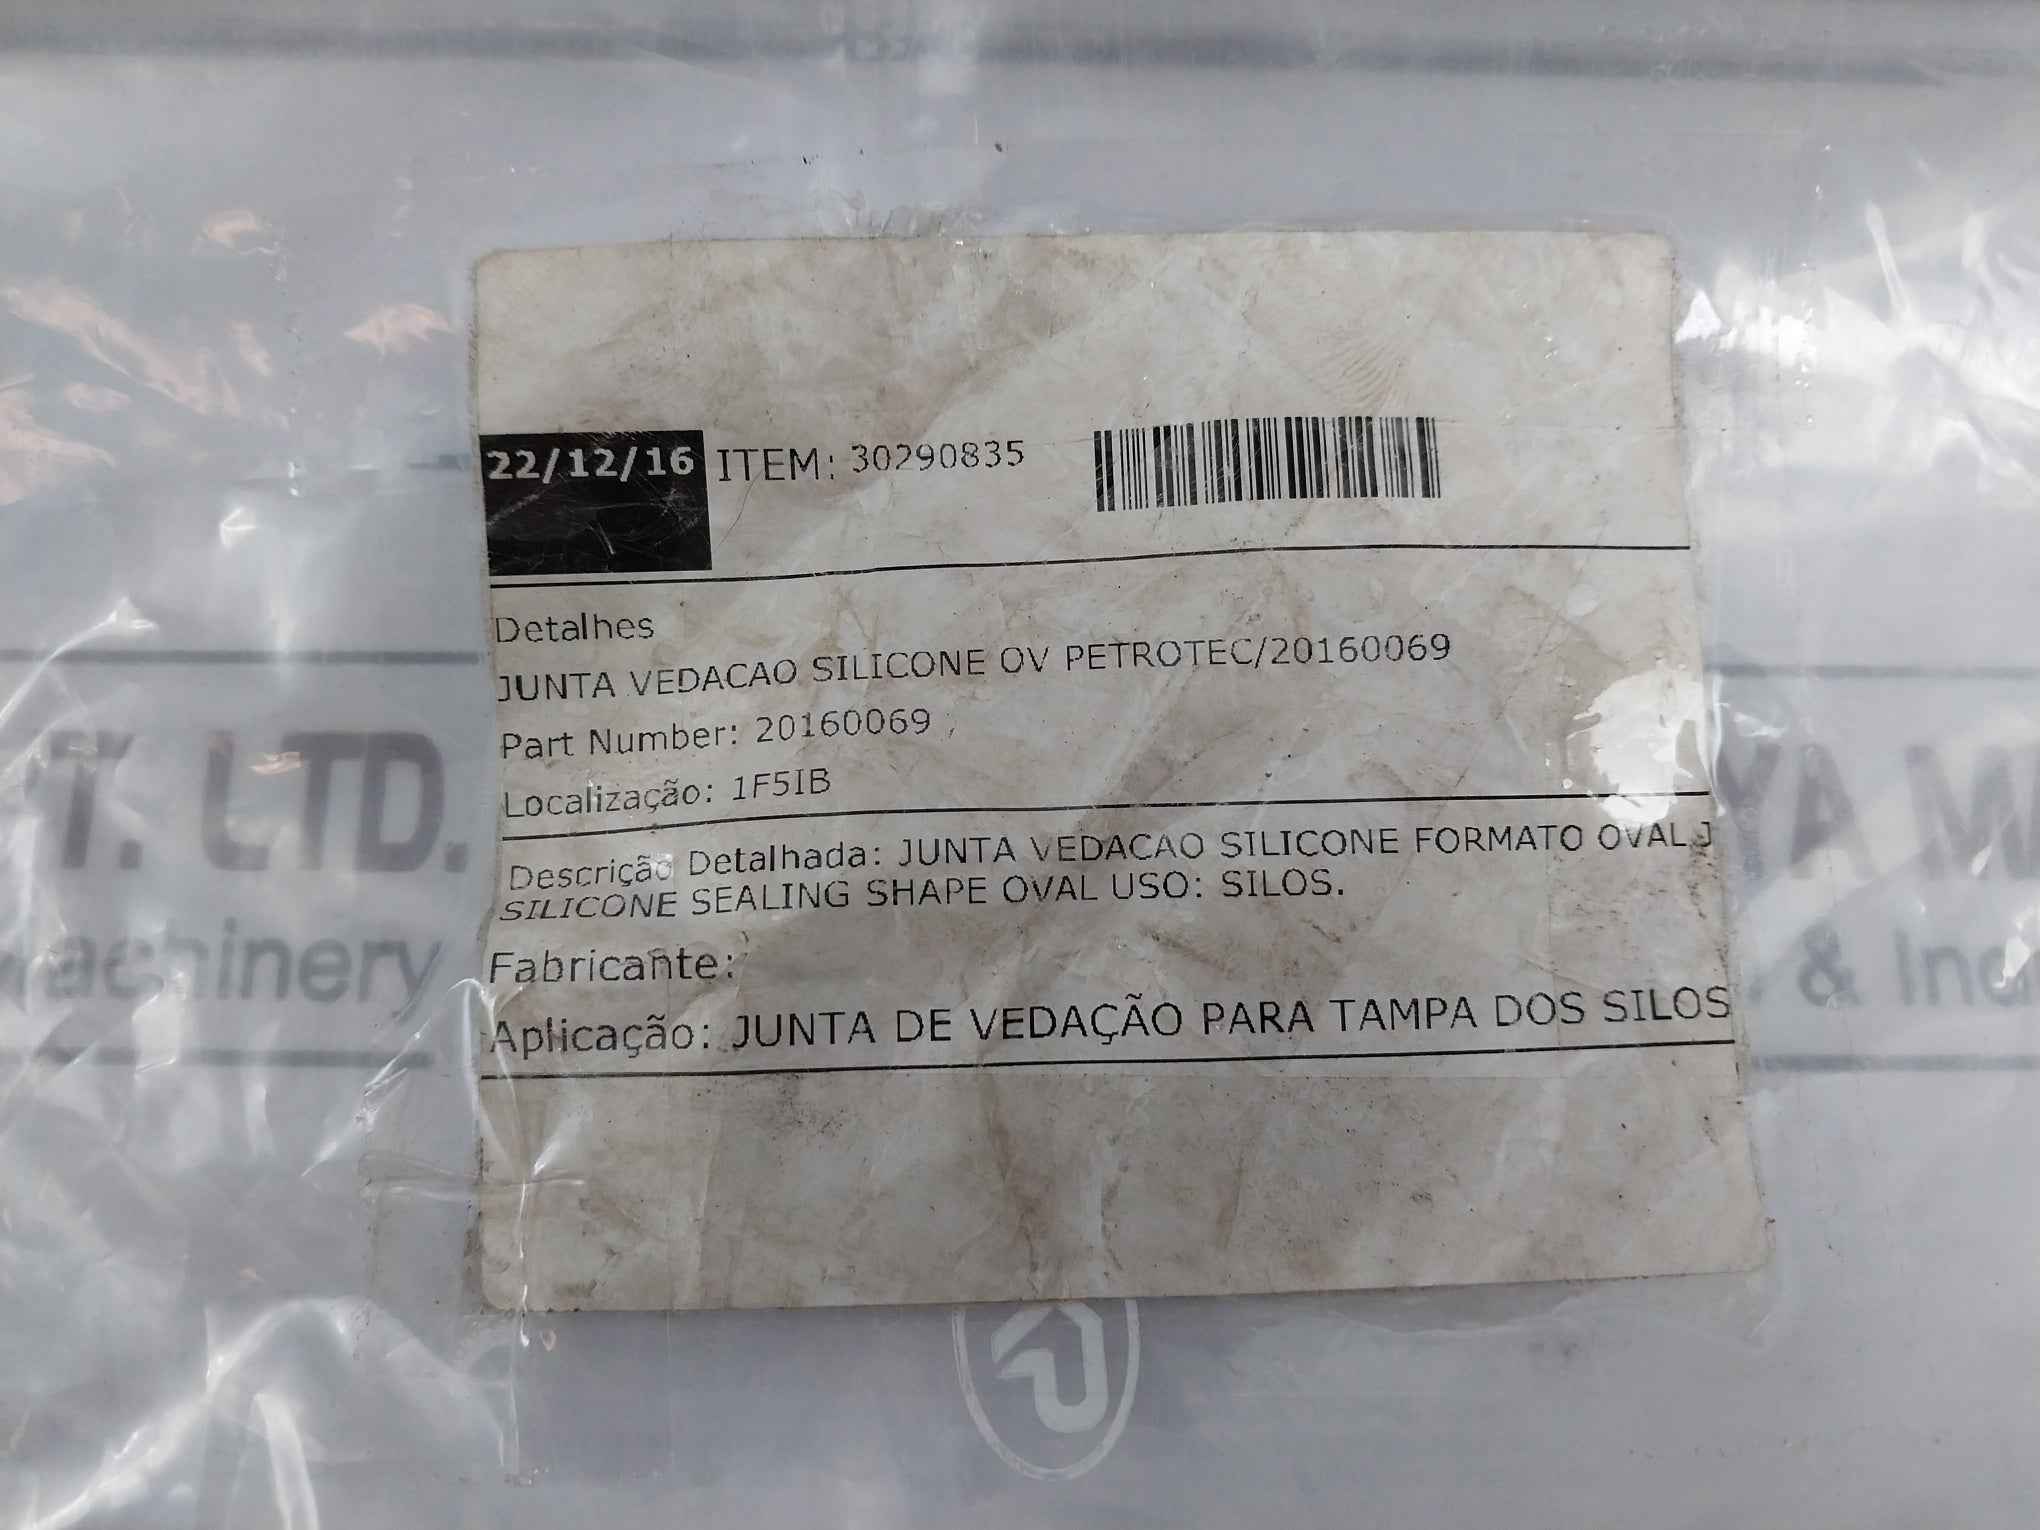 22/12/16 ITEM: 30290835
Detalhes
JUNTA VEDACAO SILICONE OV PETROTEC/20160069
Part Number: 20160069 ,
Localização: 1F5IB
Descrição Detalhada: JUNTA VEDACAO SILICONE FORMATO OVAL J
SILICONE SEALING SHAPE OVAL USO: SILOS.
Fabricante:
Aplicação: JUNTA DE VEDAÇÃO PARA TAMPA DOS SILOS
T. LTD.
achinery
YA M
& Ind